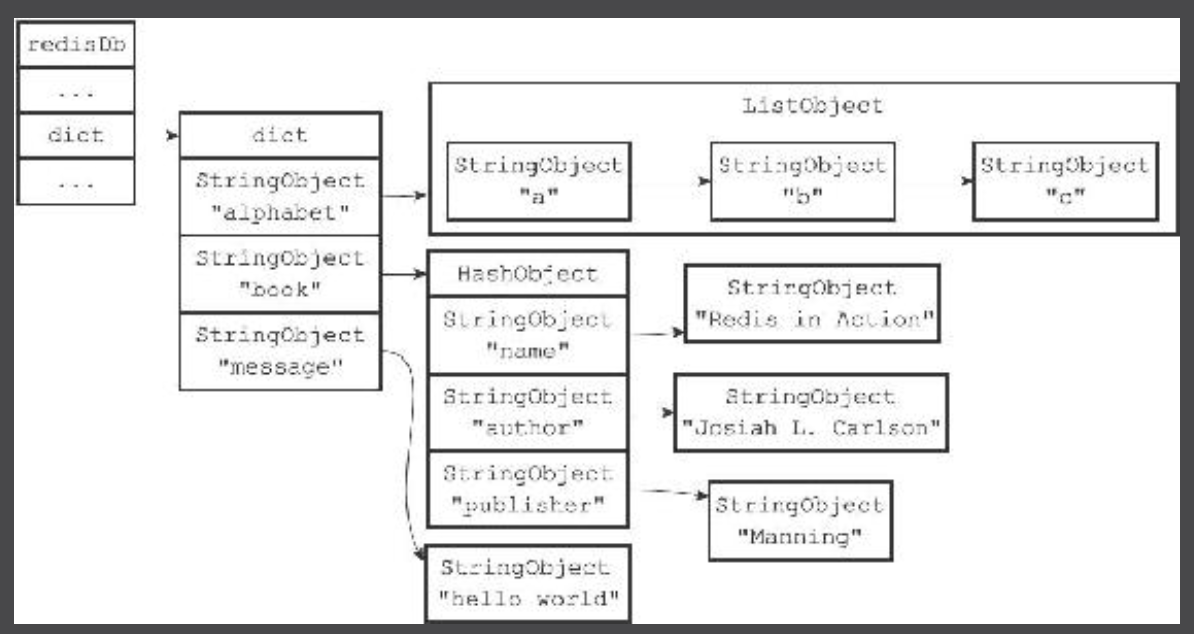 redisDb
...
dict
...
dict
StringObject
"alphabet"
StringObject
"book"
StringObject
"message"
ListObject
StringObject
"a"
StringObject
"b"
StringObject
"c"
HashObject
StringObject
"name"
StringObject
"author"
StringObject
"publisher"
StringObject
"Redis in Action"
StringObject
"Josiah L. Carlson"
StringObject
"Manning"
StringObject
"hello world"